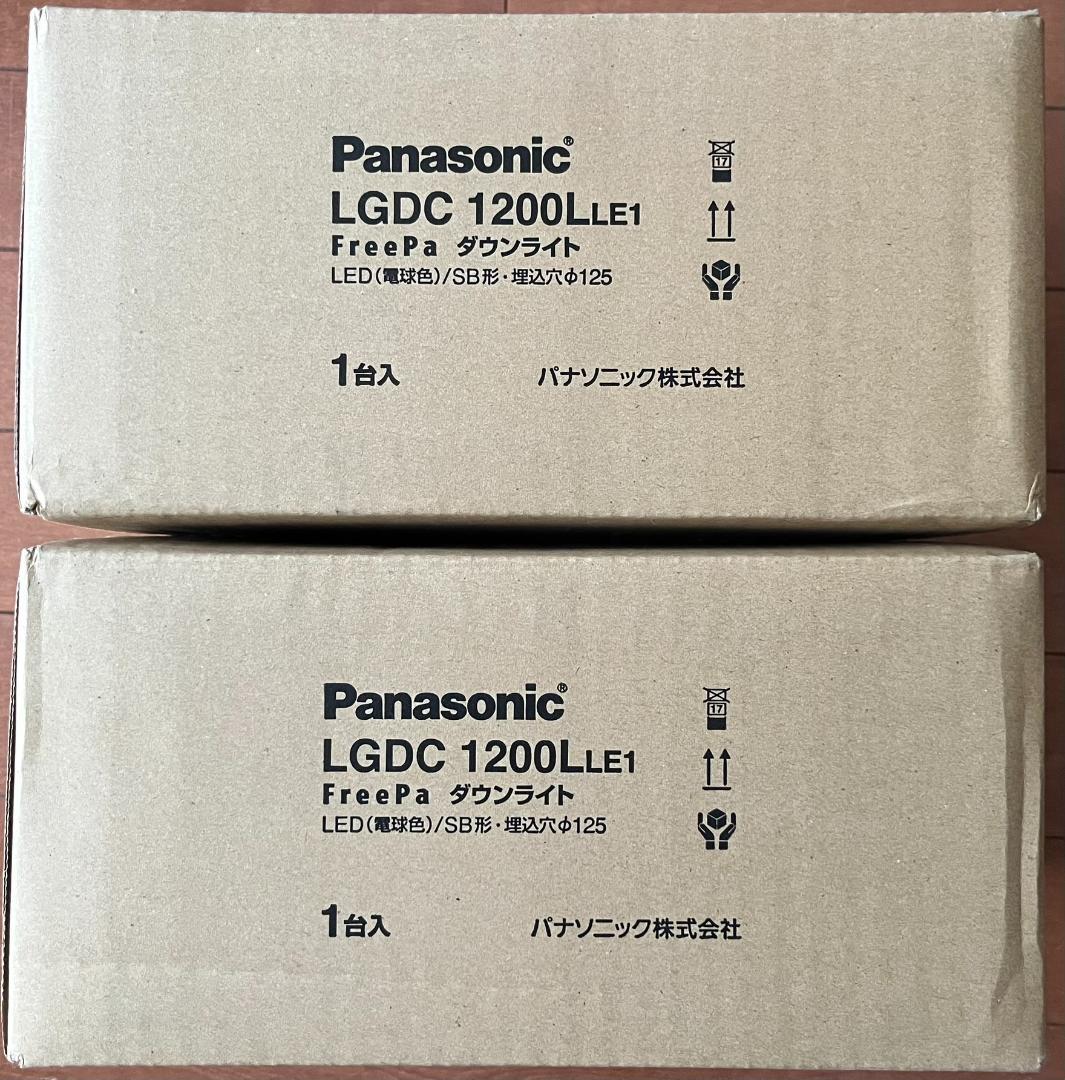 Panasonic®
LGDC 1200LLE1
FreePa ダウンライト
LED(電球色)/SB形・埋込穴φ125
1台入
パナソニック株式会社
17
Panasonic®
LGDC 1200LLE1
FreePa ダウンライト
LED(電球色)/SB形・埋込穴φ125
1台入
パナソニック株式会社
17